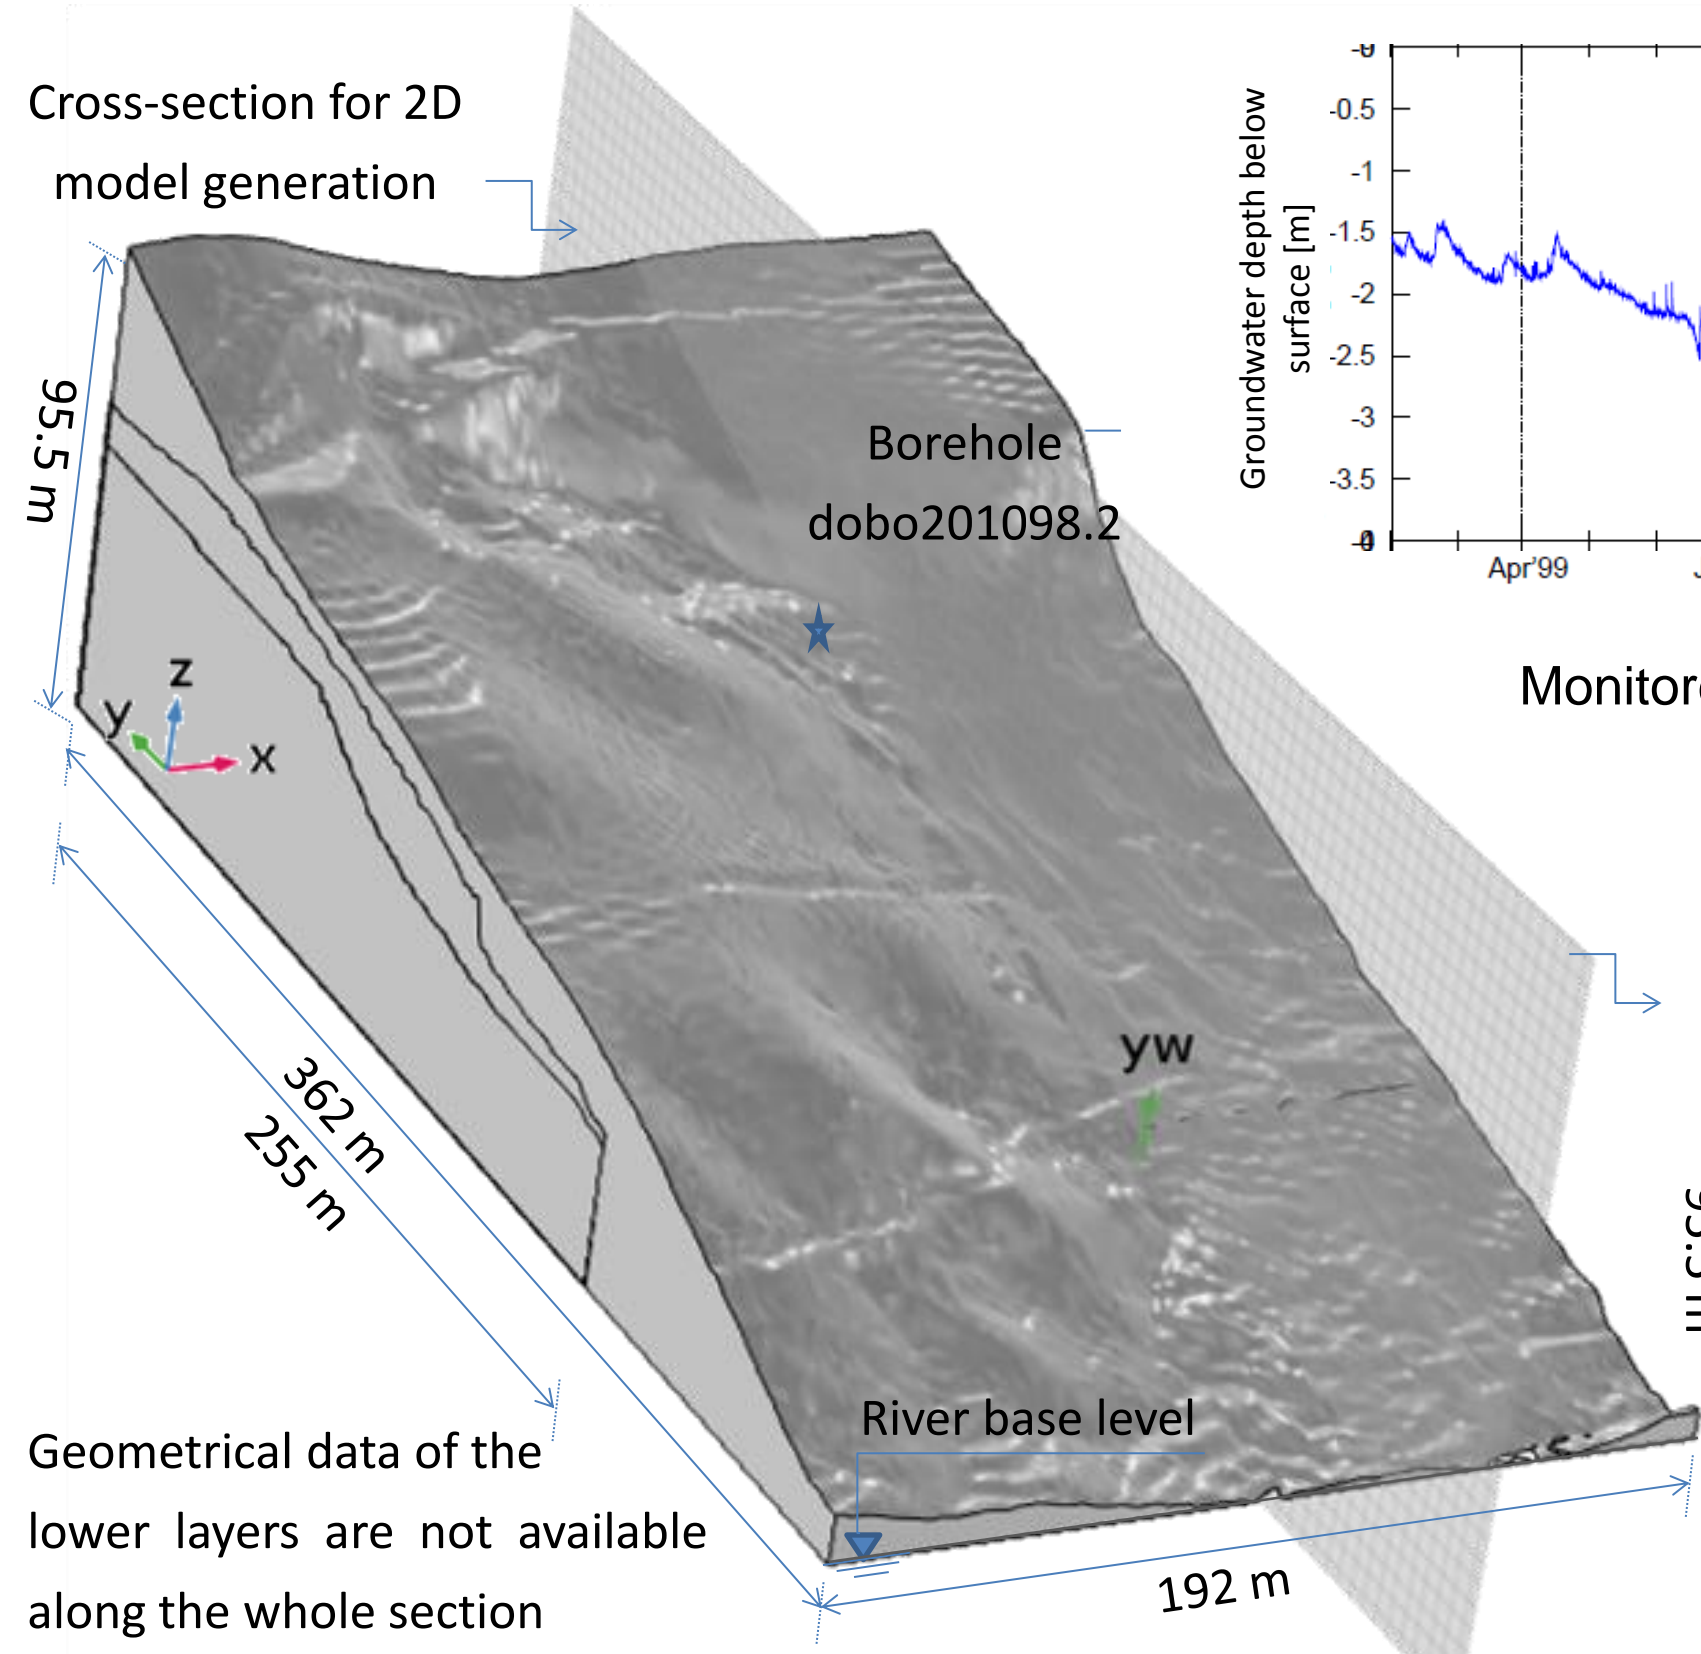 Cross-section for 2D
model generation
95.5 m
z
y
x
362 m
255 m
Geometrical data of the
lower layers are not available
along the whole section
Borehole
dobo201098.2
yw
River base level
192 m
Groundwater depth below
surface [m]
-0.5
-1
-1.5
-2
-2.5
-3
-3.5
Apr'99